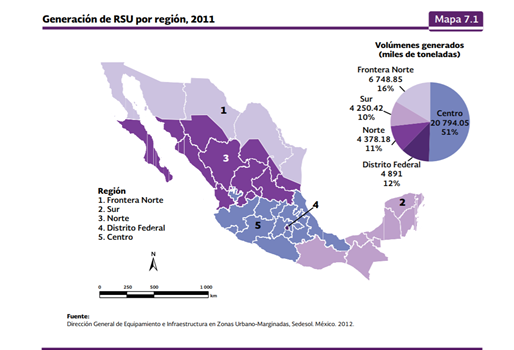 Generación de RSU por región, 2011
Mapa 7.1
Volúmenes generados
(miles de toneladas)
Frontera Norte
6 748.85
16%
Sur
4 250.42
10%
Norte
4 378.18
11%
Distrito Federal
4 891
12%
Centro
20 794.05
51%
1
3
2
4
5
Región
1. Frontera Norte
2. Sur
3. Norte
4. Distrito Federal
5. Centro
N
0 250 500 1 000
km
Fuente:
Dirección General de Equipamiento e Infraestructura en Zonas Urbano-Marginadas, Sedesol. México. 2012.